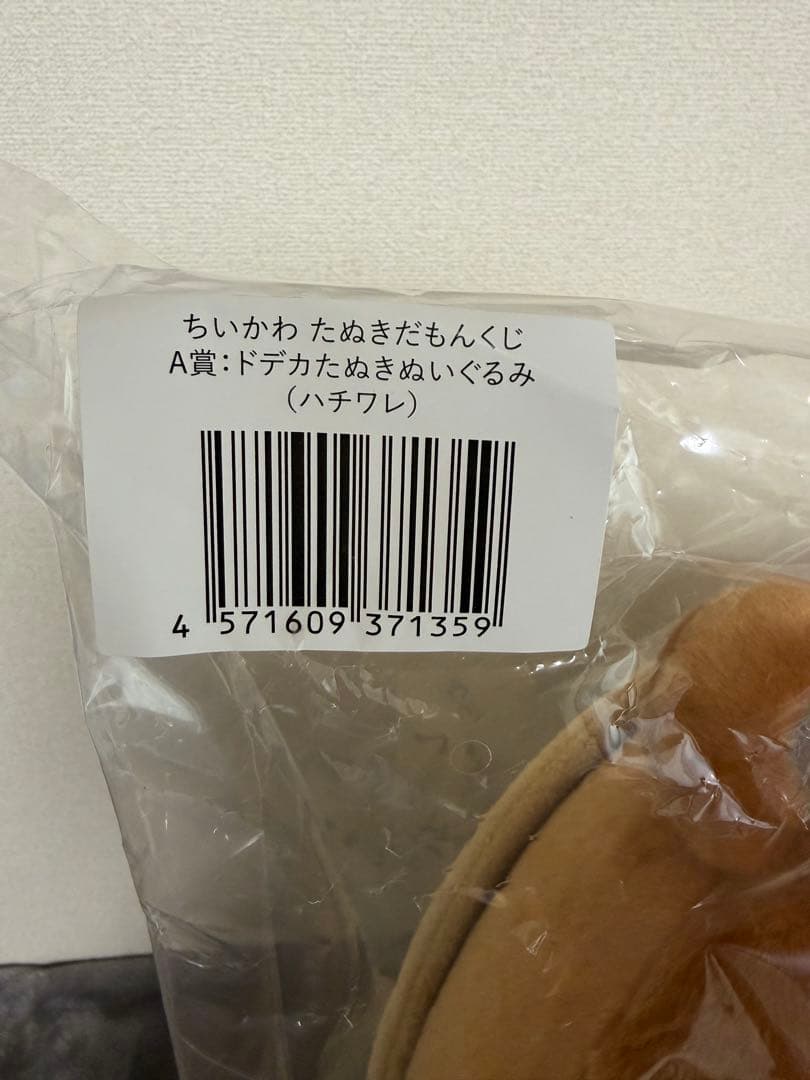 ちいかわ たぬきだもんくじ
A賞：ドデカたぬきぬいぐるみ
（ハチワレ）
4 571609 371359